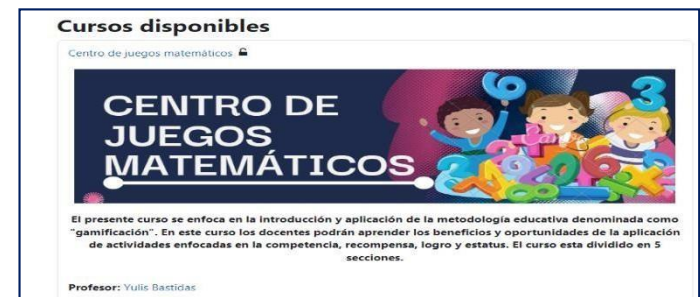 Cursos disponibles
Centro de juegos matemáticos
CENTRO DE
JUEGOS
MATEMÁTICOS
El presente curso se enfoca en la introducción y aplicación de la metodología educativa denominada como
"gamificación". En este curso los docentes podrán aprender los beneficios y oportunidades de la aplicación
de actividades enfocadas en la competencia, recompensa, logro y estatus. El curso esta dividido en 5
secciones.
Profesor: Yulis Bastidas